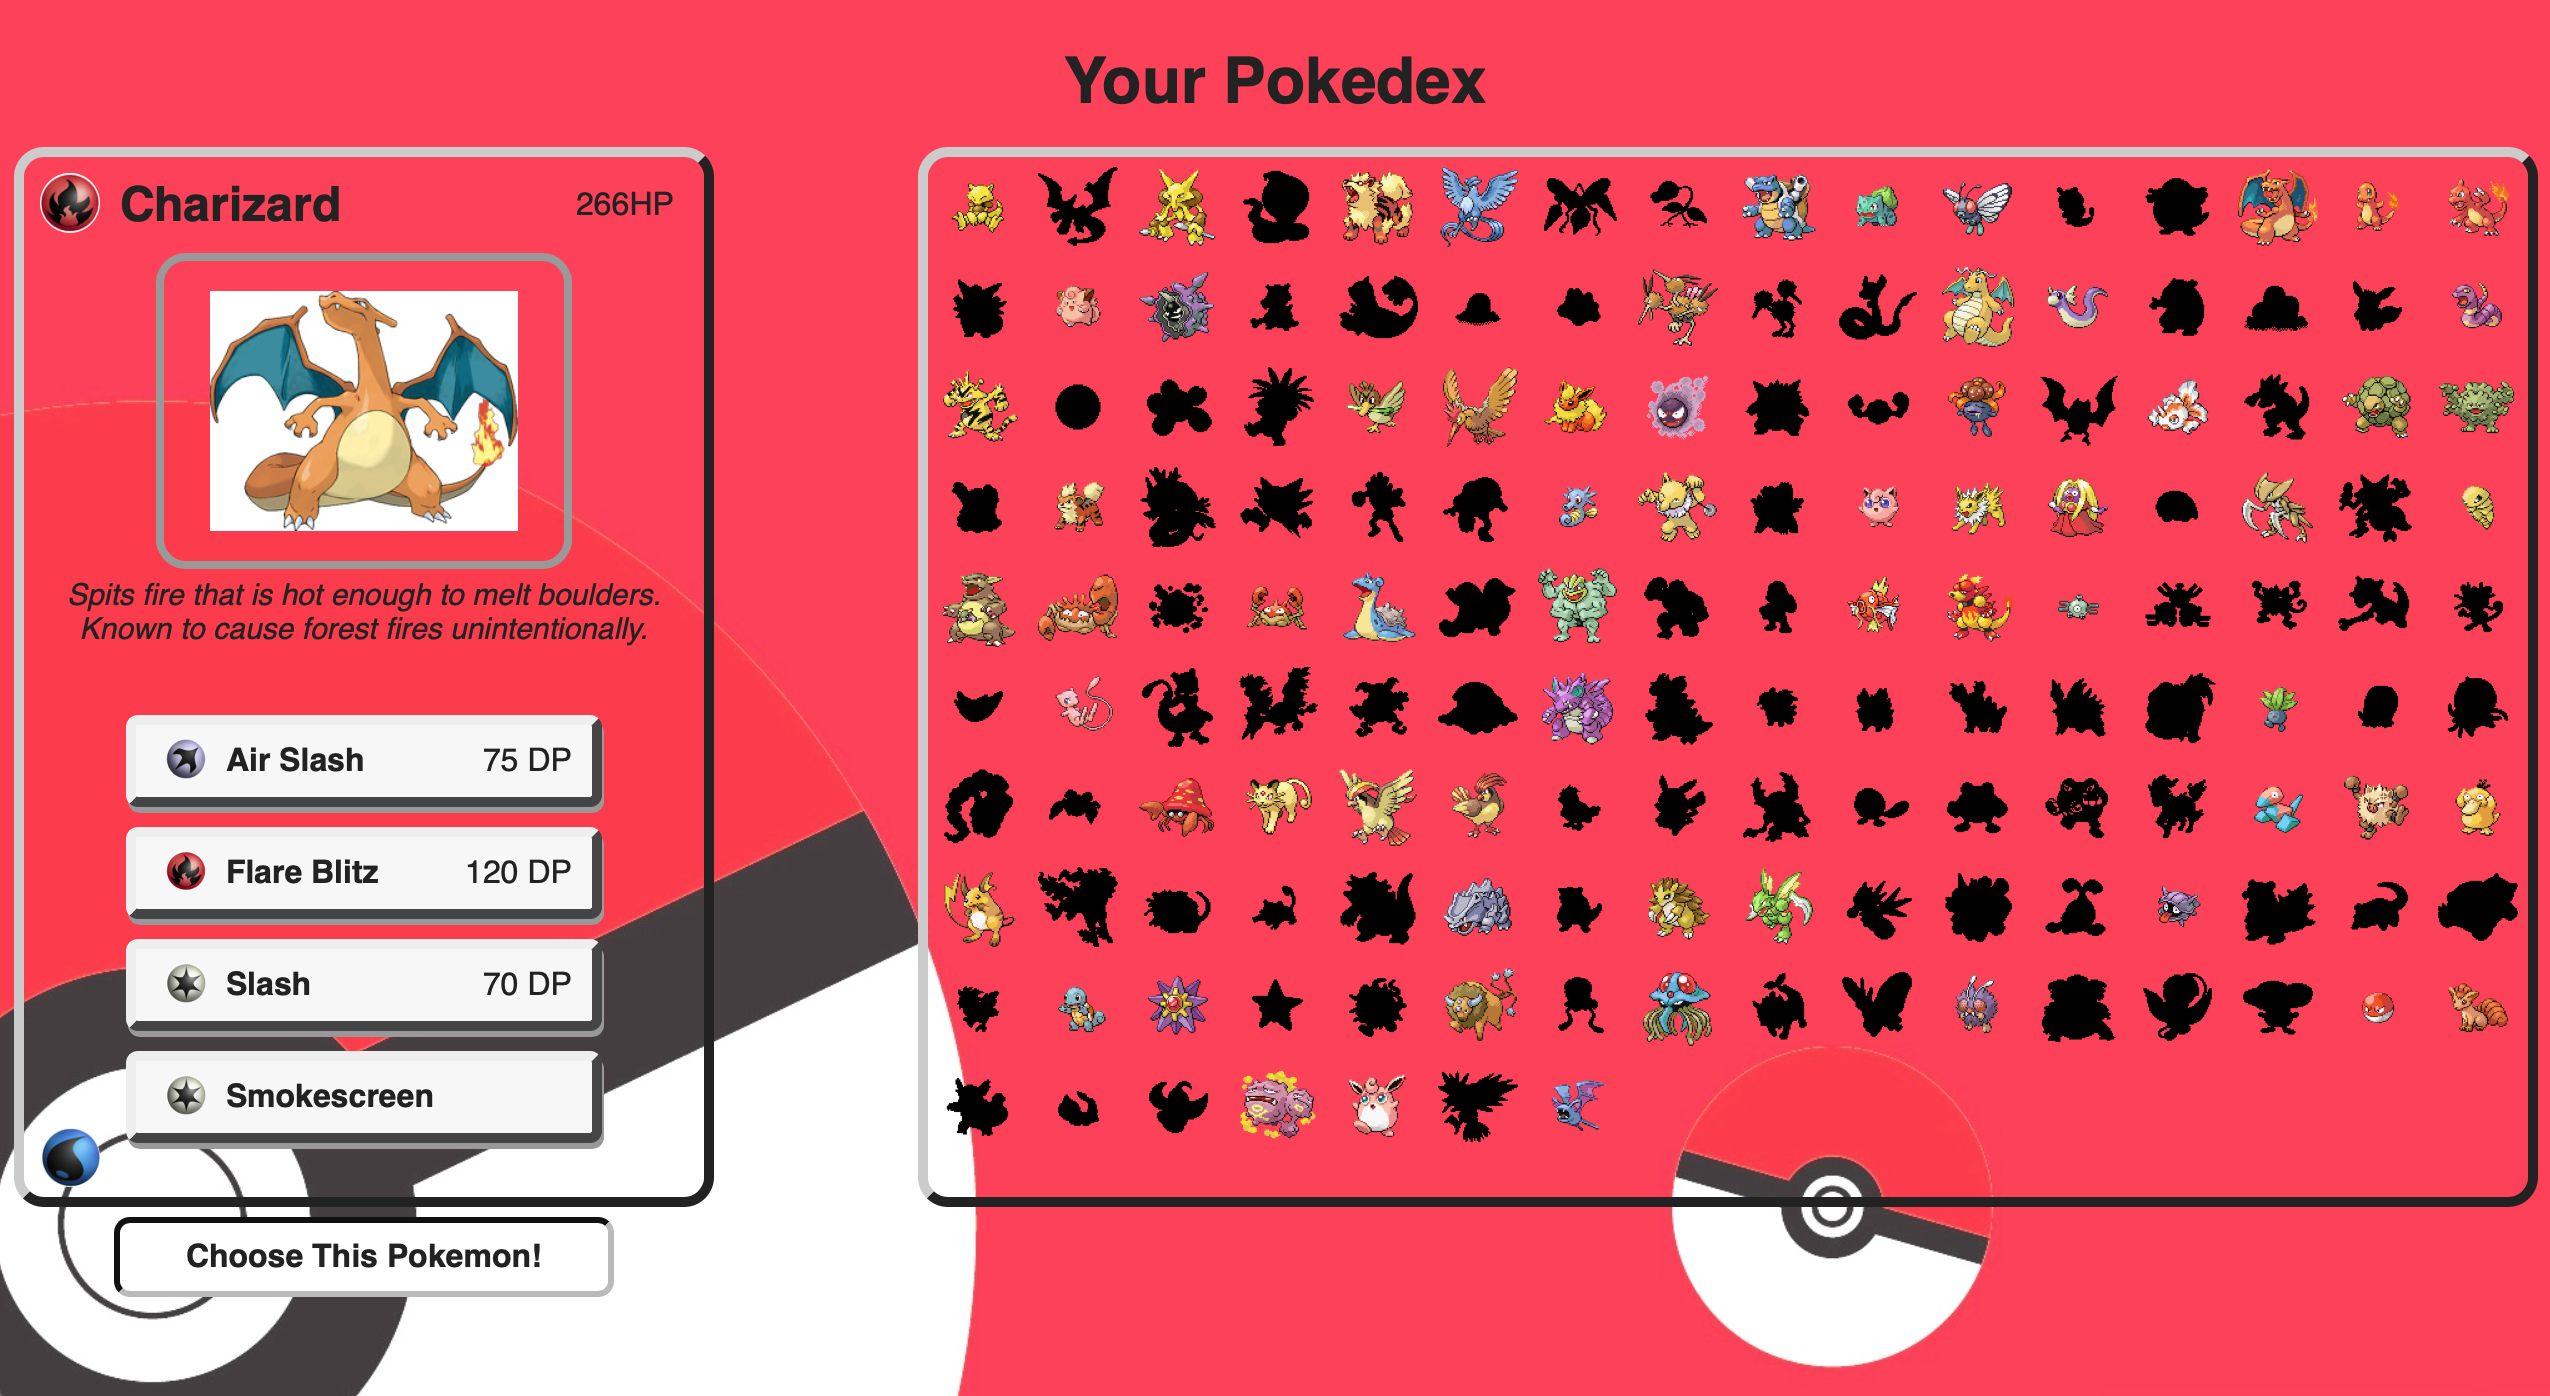 Your Pokedex
Charizard 266HP
Spits fire that is hot enough to melt boulders.
Known to cause forest fires unintentionally.
Air Slash 75 DP
Flare Blitz 120 DP
Slash 70 DP
Smokescreen
Choose This Pokemon!